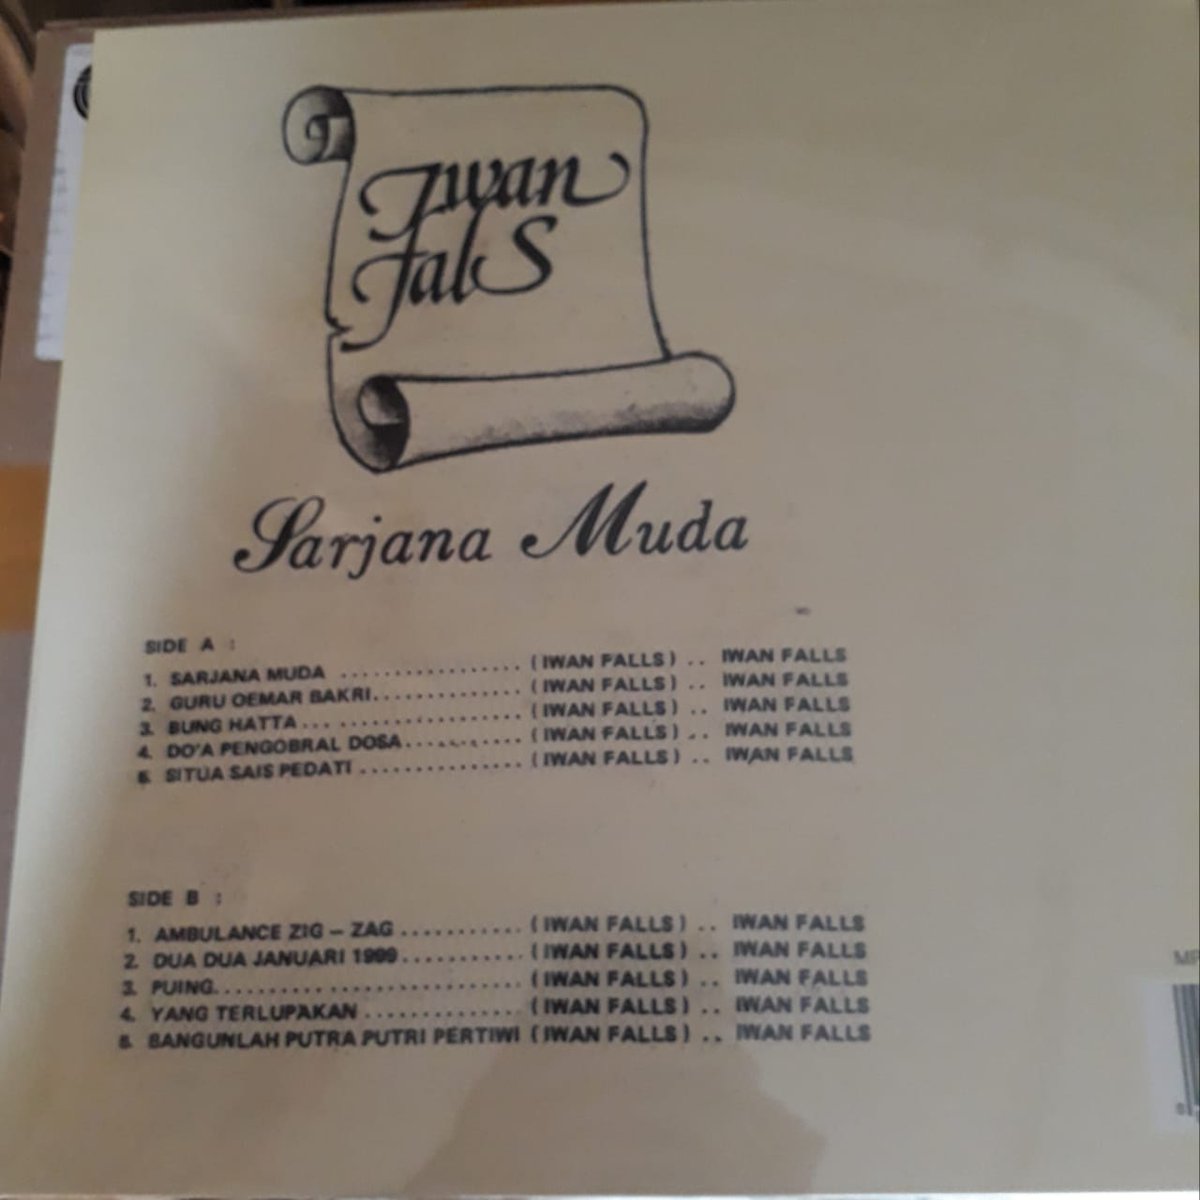 Iwan
Fals
Sarjana Muda
SIDE A :
1. SARJANA MUDA .................. (IWAN FALLS) .. IWAN FALLS
2. GURU OEMAR BAKRI.............. (IWAN FALLS) .. IWAN FALLS
3. BUNG HATTA... .................. (IWAN FALLS) .. IWAN FALLS
4. DO'A PENGOBRAL DOSA........... (IWAN FALLS) .. IWAN FALLS
5. SITUA SAIS PEDATI ............... (IWAN FALLS) .. IWAN FALLS
SIDE B :
1. AMBULANCE ZIG – ZAG ........... (IWAN FALLS) .. IWAN FALLS
2. DUA DUA JANUARI 1999........... (IWAN FALLS) .. IWAN FALLS
3. PUING............................ (IWAN FALLS) .. IWAN FALLS
4. YANG TERLUPAKAN .............. (IWAN FALLS) .. IWAN FALLS
5. BANGUNLAH PUTRA PUTRI PERTIWI (IWAN FALLS) .. IWAN FALLS